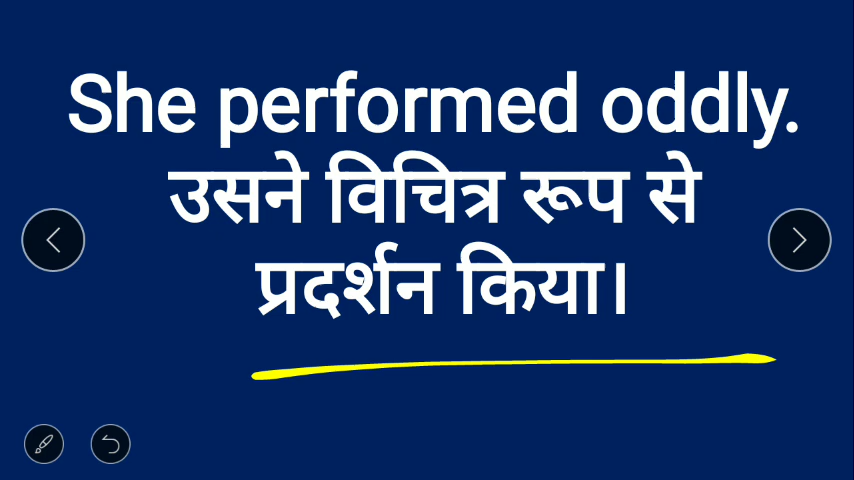 She performed oddly.
उसने विचित्र रूप से
प्रदर्शन किया।